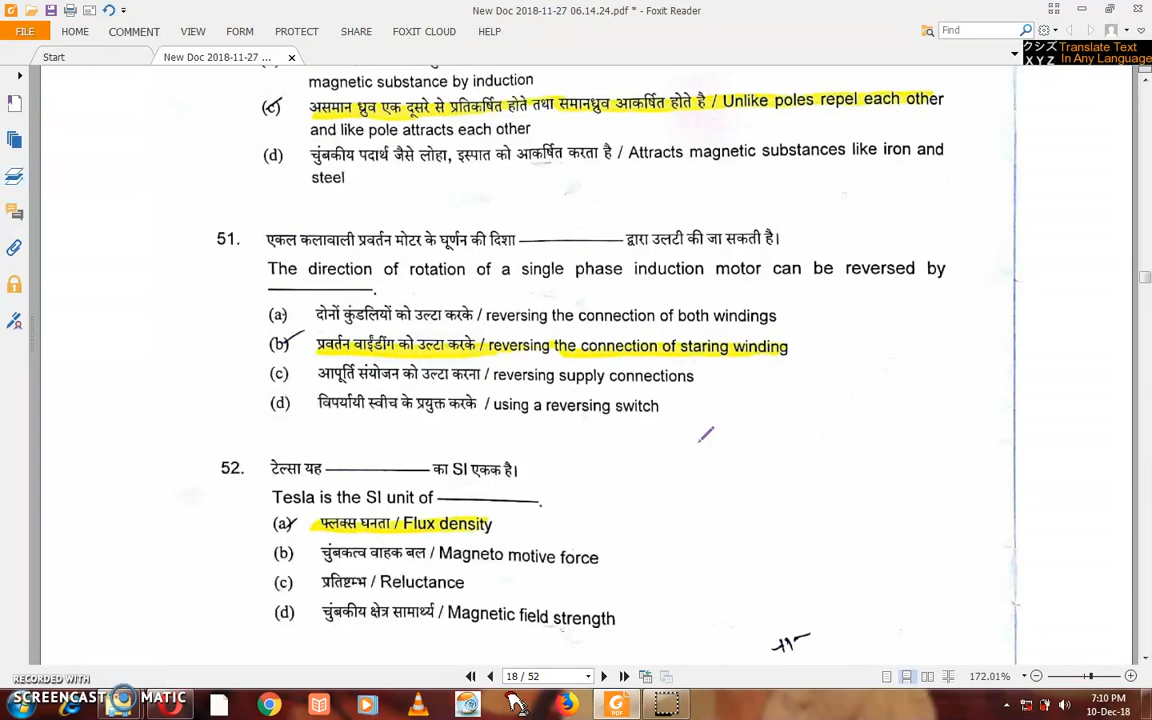 New Doc 2018-11-27 06.14.24.pdf * - Foxit Reader
FILE HOME COMMENT VIEW FORM PROTECT SHARE FOXIT CLOUD HELP Find
Start New Doc 2018-11-27 ...
クシズ Translate Text
XYZ In Any Language
magnetic substance by induction
(c) असमान ध्रुव एक दूसरे से प्रतिकर्षित होते तथा समानध्रुव आकर्षित होते है / Unlike poles repel each other
and like pole attracts each other
(d) चुंबकीय पदार्थ जैसे लोहा, इस्पात को आकर्षित करता है / Attracts magnetic substances like iron and
steel
51. एकल कलावाली प्रवर्तन मोटर के घूर्णन की दिशा __________ द्वारा उलटी की जा सकती है।
The direction of rotation of a single phase induction motor can be reversed by
__________.
(a) दोनों कुंडलियों को उल्टा करके / reversing the connection of both windings
(b) प्रवर्तन वाईंडींग को उल्टा करके / reversing the connection of staring winding
(c) आपूर्ति संयोजन को उल्टा करना / reversing supply connections
(d) विपर्यायी स्वीच के प्रयुक्त करके / using a reversing switch
52. टेल्सा यह __________ का SI एकक है।
Tesla is the SI unit of __________.
(a) फ्लक्स घनता / Flux density
(b) चुंबकत्व वाहक बल / Magneto motive force
(c) प्रतिष्टम्भ / Reluctance
(d) चुंबकीय क्षेत्र सामार्थ्य / Magnetic field strength
18 / 52 172.01%
RECORDED WITH
SCREENCAST MATIC
7:10 PM
10-Dec-18